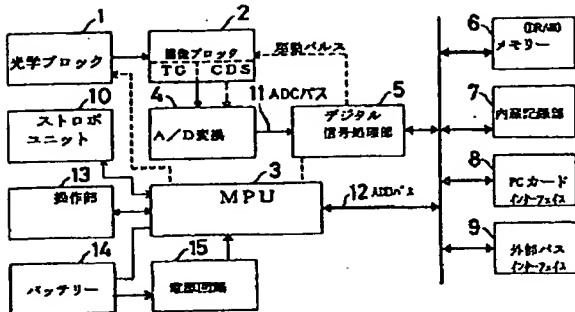 1
光学ブロック
2
撮像ブロック
TG CDS
駆動パルス
4
A/D変換
11 ADCバス
5
デジタル
信号処理部
10
ストロボ
ユニット
13
操作部
3
MPU
12 ADDバス
14
バッテリー
15
電源回路
6
(DRAM)
メモリー
7
内蔵記録部
8
PCカード
インターフェイス
9
外部バス
インターフェイス